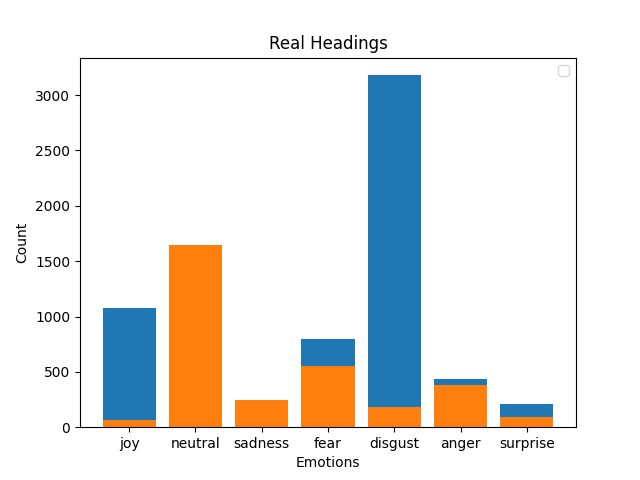 Real Headings
3000
2500
2000
1500
1000
500
0
Count
joy neutral sadness fear disgust anger surprise
Emotions